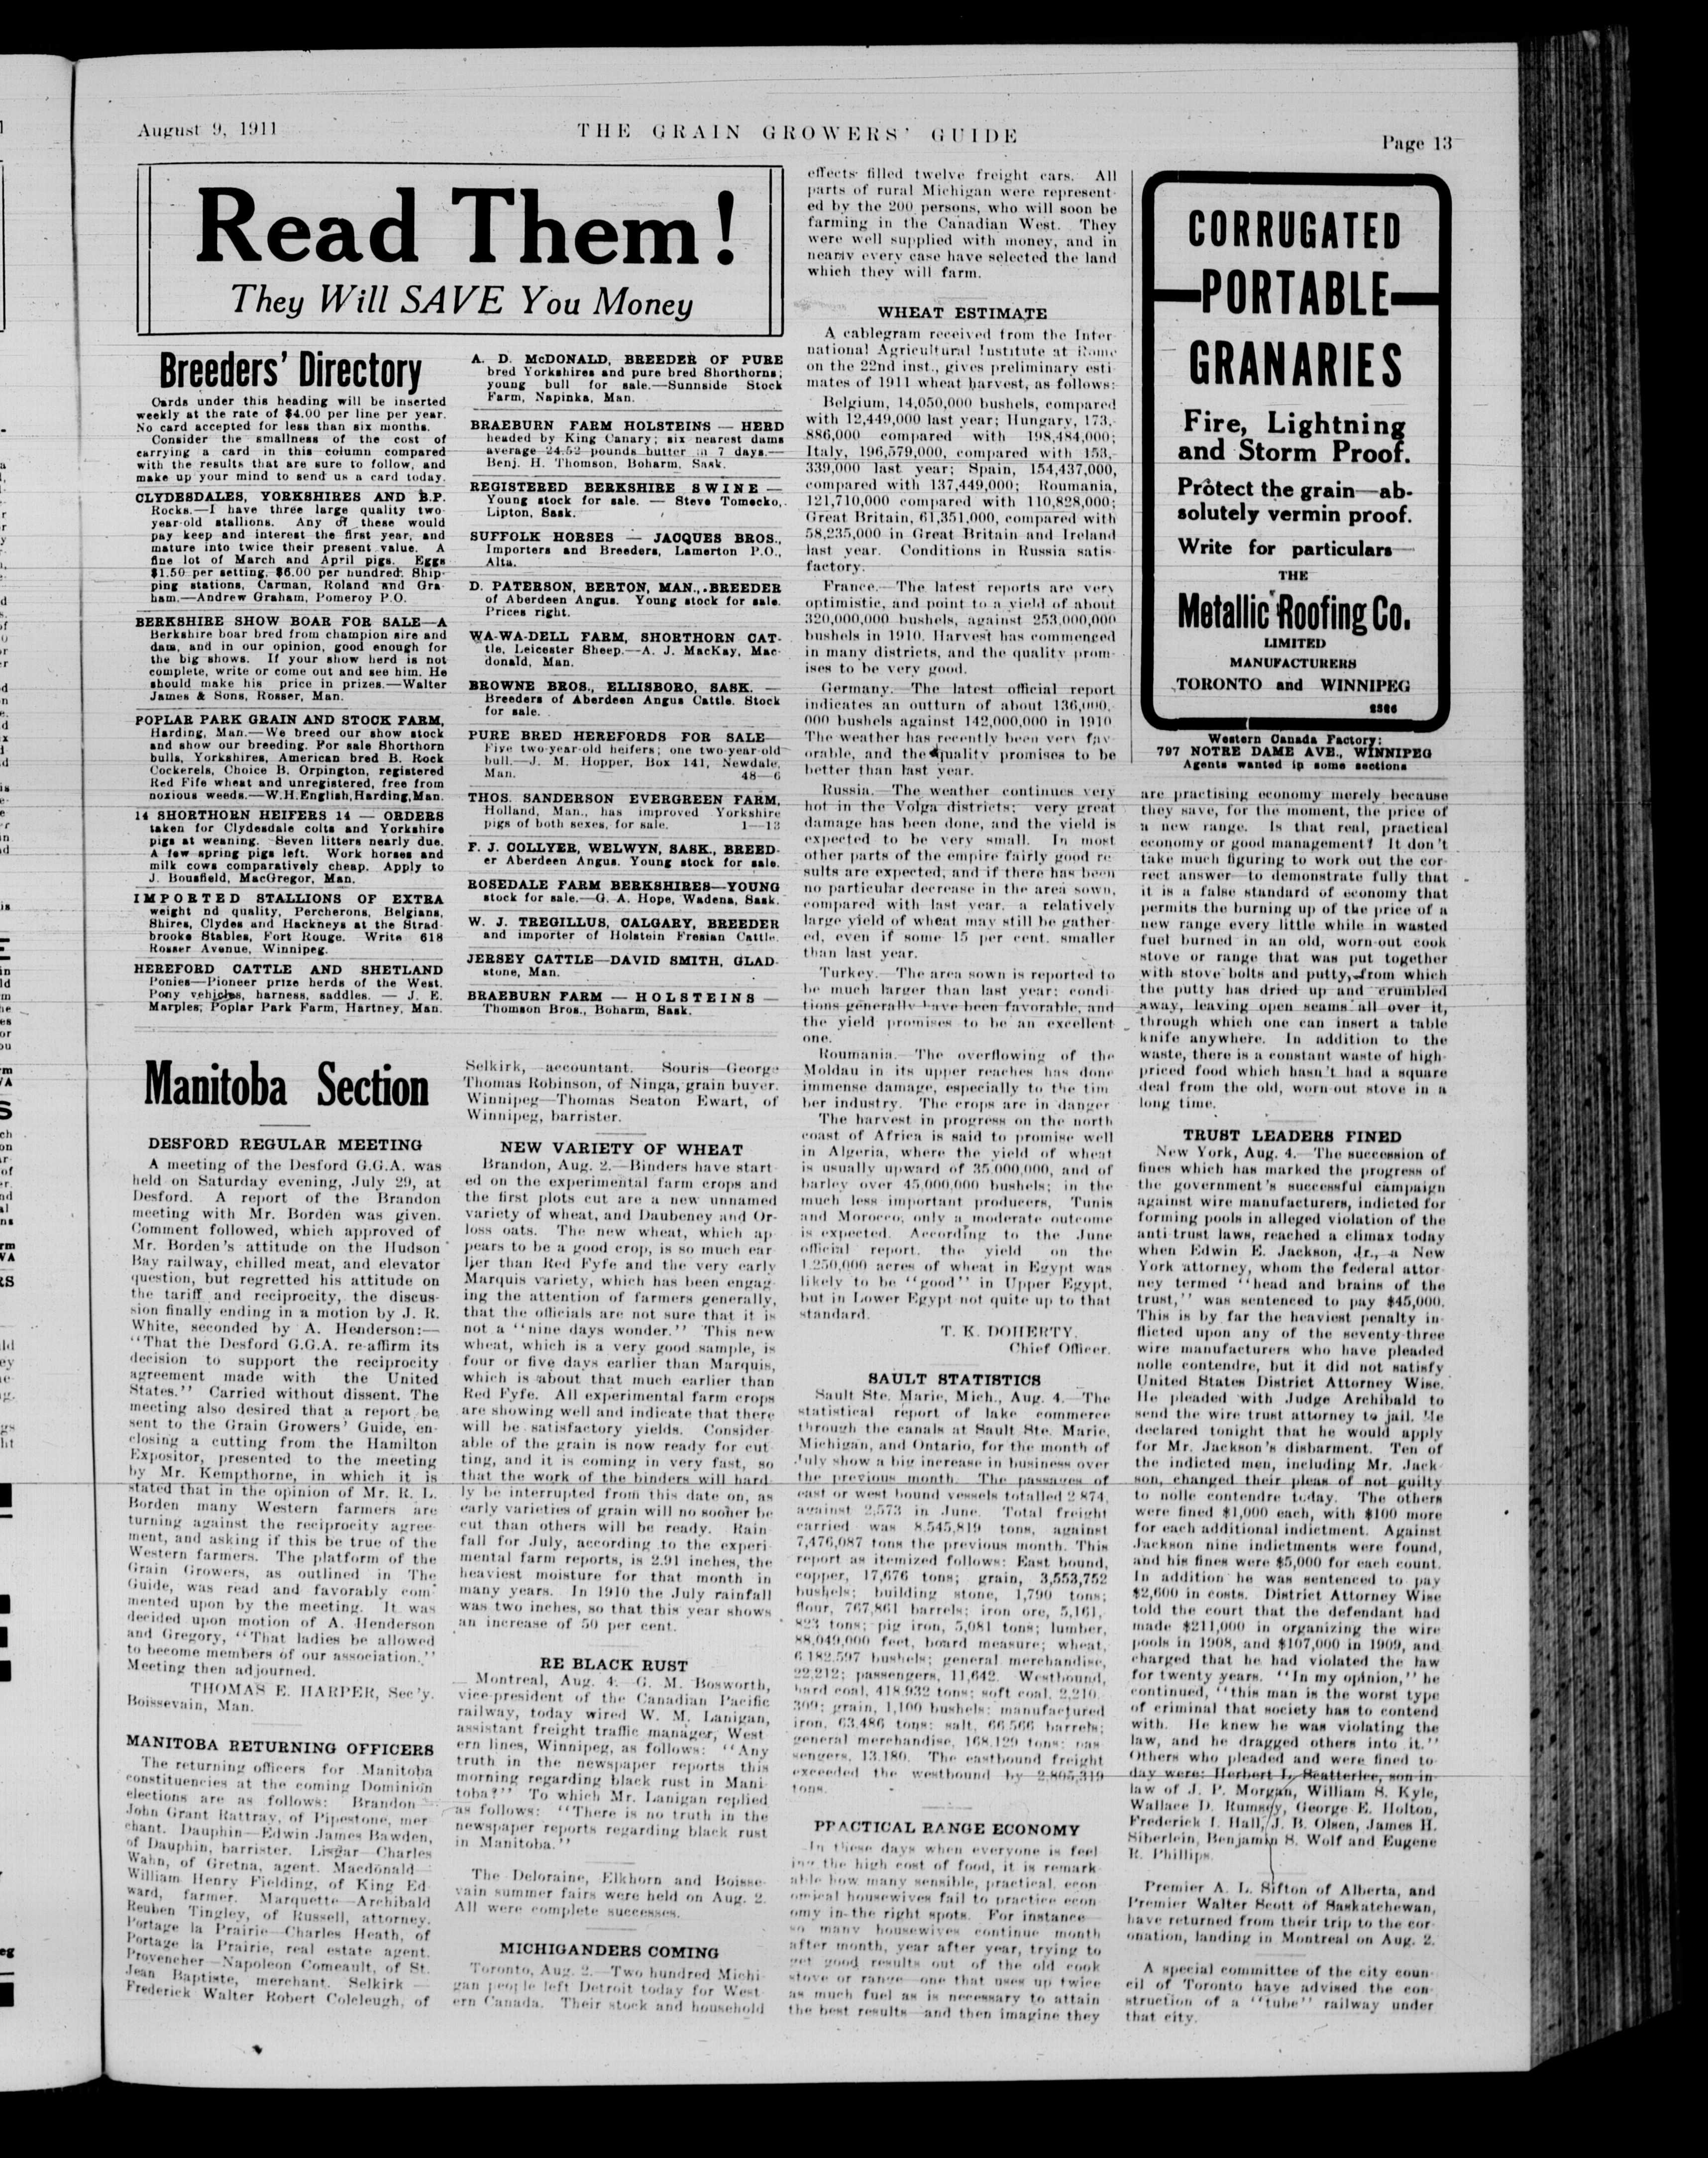 August 9, 1911
THE GRAIN GROWERS' GUIDE
Page 13
Read Them!
They Will SAVE You Money
Breeders' Directory
Cards under this heading will be inserted
weekly at the rate of $4.00 per line per year.
No card accepted for less than six months.
Consider the smallness of the cost of
carrying a card in this column compared
with the results that are sure to follow, and
make up your mind to send us a card today.
CLYDESDALES, YORKSHIRES AND B.P.
Rocks.—I have three large quality two-
year-old stallions. Any of these would
pay keep and interest the first year, and
mature into twice their present value. A
fine lot of March and April pigs. Eggs
$1.50 per setting, $6.00 per hundred. Ship-
ping stations, Carman, Roland and Gra-
ham.—Andrew Graham, Pomeroy P.O.
BERKSHIRE SHOW BOAR FOR SALE—A
Berkshire boar bred from champion sire and
dam, and in our opinion, good enough for
the big shows. If your show herd is not
complete, write or come out and see him. He
should make his price in prizes.—Walter
James & Sons, Rosser, Man.
POPLAR PARK GRAIN AND STOCK FARM,
Harding, Man.—We breed our show stock
and show our breeding. For sale Shorthorn
bulls, Yorkshires, American bred B. Rock
Cockerels, Choice B. Orpington, registered
Red Fife wheat and unregistered, free from
noxious weeds.—W.H.English,Harding,Man.
14 SHORTHORN HEIFERS 14 — ORDERS
taken for Clydesdale colts and Yorkshire
pigs at weaning. Seven litters nearly due.
A few spring pigs left. Work horses and
milk cows comparatively cheap. Apply to
J. Bousfield, MacGregor, Man.
IMPORTED STALLIONS OF EXTRA
weight nd quality, Percherons, Belgians,
Shires, Clydes and Hackneys at the Strad-
brooke Stables, Fort Rouge. Write 618
Rosser Avenue, Winnipeg.
HEREFORD CATTLE AND SHETLAND
Ponies—Pioneer prize herds of the West.
Pony vehicles, harness, saddles. — J. E.
Marples, Poplar Park Farm, Hartney, Man.
A. D. McDONALD, BREEDER OF PURE
bred Yorkshires and pure bred Shorthorns;
young bull for sale.—Sunnside Stock
Farm, Napinka, Man.
BRAEBURN FARM HOLSTEINS — HERD
headed by King Canary; six nearest dams
average 24.52 pounds butter in 7 days.—
Benj. H. Thomson, Boharm, Sask.
REGISTERED BERKSHIRE SWINE —
Young stock for sale. — Steve Tomecko,
Lipton, Sask.
SUFFOLK HORSES — JACQUES BROS.,
Importers and Breeders, Lamerton P.O.,
Alta.
D. PATERSON, BERTON, MAN., BREEDER
of Aberdeen Angus. Young stock for sale.
Prices right.
WA-WA-DELL FARM, SHORTHORN CAT-
tle, Leicester Sheep.—A. J. MacKay, Mac-
donald, Man.
BROWNE BROS., ELLISBORO, SASK. —
Breeders of Aberdeen Angus Cattle. Stock
for sale.
PURE BRED HEREFORDS FOR SALE—
Five two-year-old heifers; one two-year-old
bull.—J. M. Hopper, Box 141, Newdale,
Man. 48—6
THOS. SANDERSON EVERGREEN FARM,
Holland, Man., has improved Yorkshire
pigs of both sexes, for sale. 1—13
F. J. COLLYER, WELWYN, SASK., BREED-
er Aberdeen Angus. Young stock for sale.
ROSEDALE FARM BERKSHIRES—YOUNG
stock for sale.—G. A. Hope, Wadena, Sask.
W. J. TREGILLUS, CALGARY, BREEDER
and importer of Holstein Fresian Cattle.
JERSEY CATTLE—DAVID SMITH, GLAD-
stone, Man.
BRAEBURN FARM — HOLSTEINS —
Thomson Bros., Boharm, Sask.
Manitoba Section
DESFORD REGULAR MEETING
A meeting of the Desford G.G.A. was
held on Saturday evening, July 29, at
Desford. A report of the Brandon
meeting with Mr. Borden was given.
Comment followed, which approved of
Mr. Borden's attitude on the Hudson
Bay railway, chilled meat, and elevator
question, but regretted his attitude on
the tariff and reciprocity, the discus-
sion finally ending in a motion by J. R.
White, seconded by A. Henderson:—
"That the Desford G.G.A. re-affirm its
decision to support the reciprocity
agreement made with the United
States." Carried without dissent. The
meeting also desired that a report be
sent to the Grain Growers' Guide, en-
closing a cutting from the Hamilton
Expositor, presented to the meeting
by Mr. Kempthorne, in which it is
stated that in the opinion of Mr. R. L.
Borden many Western farmers are
turning against the reciprocity agree-
ment, and asking if this be true of the
Western farmers. The platform of the
Grain Growers, as outlined in The
Guide, was read and favorably com-
mented upon by the meeting. It was
decided upon motion of A. Henderson
and Gregory, "That ladies be allowed
to become members of our association."
Meeting then adjourned.
THOMAS E. HARPER, Sec'y.
Boissevain, Man.
MANITOBA RETURNING OFFICERS
The returning officers for Manitoba
constituencies at the coming Dominion
elections are as follows: Brandon—
John Grant Rattray, of Pipestone, mer-
chant. Dauphin—Edwin James Bawden,
of Dauphin, barrister. Lisgar—Charles
Wahn, of Gretna, agent. Macdonald—
William Henry Fielding, of King Ed-
ward, farmer. Marquette—Archibald
Reuben Tingley, of Russell, attorney.
Portage la Prairie—Charles Heath, of
Portage la Prairie, real estate agent.
Provencher—Napoleon Comeault, of St.
Jean Baptiste, merchant. Selkirk —
Frederick Walter Robert Colcleugh, of
Selkirk, accountant. Souris—George
Thomas Robinson, of Ninga, grain buyer.
Winnipeg—Thomas Seaton Ewart, of
Winnipeg, barrister.
NEW VARIETY OF WHEAT
Brandon, Aug. 2.—Binders have start-
ed on the experimental farm crops and
the first plots cut are a new unnamed
variety of wheat, and Daubeney and Or-
loss oats. The new wheat, which ap-
pears to be a good crop, is so much ear-
lier than Red Fyfe and the very early
Marquis variety, which has been engag-
ing the attention of farmers generally,
that the officials are not sure that it is
not a "nine days wonder." This new
wheat, which is a very good sample, is
four or five days earlier than Marquis,
which is about that much earlier than
Red Fyfe. All experimental farm crops
are showing well and indicate that there
will be satisfactory yields. Consider-
able of the grain is now ready for cut-
ting, and it is coming in very fast, so
that the work of the binders will hard-
ly be interrupted from this date on, as
early varieties of grain will no sooner be
cut than others will be ready. Rain-
fall for July, according to the experi-
mental farm reports, is 2.91 inches, the
heaviest moisture for that month in
many years. In 1910 the July rainfall
was two inches, so that this year shows
an increase of 50 per cent.
RE BLACK RUST
Montreal, Aug. 4.—G. M. Bosworth,
vice-president of the Canadian Pacific
railway, today wired W. M. Lanigan,
assistant freight traffic manager, West-
ern lines, Winnipeg, as follows: "Any
truth in the newspaper reports this
morning regarding black rust in Mani-
toba?" To which Mr. Lanigan replied
as follows: "There is no truth in the
newspaper reports regarding black rust
in Manitoba."
The Deloraine, Elkhorn and Boisse-
vain summer fairs were held on Aug. 2.
All were complete successes.
MICHIGANDERS COMING
Toronto, Aug. 2.—Two hundred Michi-
gan people left Detroit today for West-
ern Canada. Their stock and household
effects filled twelve freight cars. All
parts of rural Michigan were represent-
ed by the 200 persons, who will soon be
farming in the Canadian West. They
were well supplied with money, and in
nearly every case have selected the land
which they will farm.
WHEAT ESTIMATE
A cablegram received from the Inter-
national Agricultural Institute at Rome
on the 22nd inst., gives preliminary esti-
mates of 1911 wheat harvest, as follows:
Belgium, 14,050,000 bushels, compared
with 12,449,000 last year; Hungary, 173,-
886,000 compared with 198,484,000;
Italy, 196,579,000, compared with 153,-
339,000 last year; Spain, 154,437,000,
compared with 137,449,000; Roumania,
121,710,000 compared with 110,828,000;
Great Britain, 61,351,000, compared with
58,235,000 in Great Britain and Ireland
last year. Conditions in Russia satis-
factory.
France.—The latest reports are very
optimistic, and point to a yield of about
320,000,000 bushels, against 253,000,000
bushels in 1910. Harvest has commenced
in many districts, and the quality prom-
ises to be very good.
Germany.—The latest official report
indicates an outturn of about 136,000,-
000 bushels against 142,000,000 in 1910.
The weather has recently been very fav-
orable, and the quality promises to be
better than last year.
Russia.—The weather continues very
hot in the Volga districts; very great
damage has been done, and the yield is
expected to be very small. In most
other parts of the empire fairly good re-
sults are expected, and if there has been
no particular decrease in the area sown,
compared with last year, a relatively
large yield of wheat may still be gather-
ed, even if some 15 per cent. smaller
than last year.
Turkey.—The area sown is reported to
be much larger than last year; condi-
tions generally have been favorable, and
the yield promises to be an excellent
one.
Roumania.—The overflowing of the
Moldau in its upper reaches has done
immense damage, especially to the tim-
ber industry. The crops are in danger.
The harvest in progress on the north
coast of Africa is said to promise well
in Algeria, where the yield of wheat
is usually upward of 35,000,000, and of
barley over 45,000,000 bushels; in the
much less important producers, Tunis
and Morocco, only a moderate outcome
is expected. According to the June
official report, the yield on the
1,250,000 acres of wheat in Egypt was
likely to be "good" in Upper Egypt,
but in Lower Egypt not quite up to that
standard.
T. K. DOHERTY,
Chief Officer.
SAULT STATISTICS
Sault Ste. Marie, Mich., Aug. 4.—The
statistical report of lake commerce
through the canals at Sault Ste. Marie,
Michigan, and Ontario, for the month of
July show a big increase in business over
the previous month. The passages of
east or west bound vessels totalled 2,874,
against 2,573 in June. Total freight
carried was 8,545,819 tons, against
7,476,087 tons the previous month. This
report as itemized follows: East bound,
copper, 17,676 tons; grain, 3,553,752
bushels; building stone, 1,790 tons;
flour, 767,861 barrels; iron ore, 5,161,-
823 tons; pig iron, 5,081 tons; lumber,
88,049,000 feet, board measure; wheat,
6,182,597 bushels; general merchandise,
22,212; passengers, 11,642. Westbound,
hard coal, 418,932 tons; soft coal, 2,210,-
309; grain, 1,100 bushels; manufactured
iron, 63,486 tons; salt, 66,566 barrels;
general merchandise, 168,129 tons; pas-
sengers, 13,180. The eastbound freight
exceeded the westbound by 2,805,319
tons.
PRACTICAL RANGE ECONOMY
In these days when everyone is feel-
ing the high cost of food, it is remark-
able how many sensible, practical, econ-
omical housewives fail to practice econ-
omy in the right spots. For instance—
so many housewives continue month
after month, year after year, trying to
get good results out of the old cook
stove or range—one that uses up twice
as much fuel as is necessary to attain
the best results—and then imagine they
CORRUGATED
PORTABLE
GRANARIES
Fire, Lightning
and Storm Proof.
Protect the grain—ab-
solutely vermin proof.
Write for particulars—
THE
Metallic Roofing Co.
LIMITED
MANUFACTURERS
TORONTO and WINNIPEG
Western Canada Factory:
797 NOTRE DAME AVE., WINNIPEG
Agents wanted in some sections
are practising economy merely because
they save, for the moment, the price of
a new range. Is that real, practical
economy or good management? It don't
take much figuring to work out the cor-
rect answer—to demonstrate fully that
it is a false standard of economy that
permits the burning up of the price of a
new range every little while in wasted
fuel burned in an old, worn-out cook
stove or range that was put together
with stove bolts and putty, from which
the putty has dried up and crumbled
away, leaving open seams all over it,
through which one can insert a table
knife anywhere. In addition to the
waste, there is a constant waste of high-
priced food which hasn't had a square
deal from the old, worn-out stove in a
long time.
TRUST LEADERS FINED
New York, Aug. 4.—The succession of
fines which has marked the progress of
the government's successful campaign
against wire manufacturers, indicted for
forming pools in alleged violation of the
anti-trust laws, reached a climax today
when Edwin E. Jackson, Jr., a New
York attorney, whom the federal attor-
ney termed "head and brains of the
trust," was sentenced to pay $45,000.
This is by far the heaviest penalty in-
flicted upon any of the seventy-three
wire manufacturers who have pleaded
nolle contendre, but it did not satisfy
United States District Attorney Wise.
He pleaded with Judge Archibald to
send the wire trust attorney to jail. He
declared tonight that he would apply
for Mr. Jackson's disbarment. Ten of
the indicted men, including Mr. Jack-
son, changed their pleas of not guilty
to nolle contendre today. The others
were fined $1,000 each, with $100 more
for each additional indictment. Against
Jackson nine indictments were found,
and his fines were $5,000 for each count.
In addition he was sentenced to pay
$2,600 in costs. District Attorney Wise
told the court that the defendant had
made $211,000 in organizing the wire
pools in 1908, and $107,000 in 1909, and
charged that he had violated the law
for twenty years. "In my opinion," he
continued, "this man is the worst type
of criminal that society has to contend
with. He knew he was violating the
law, and he dragged others into it."
Others who pleaded and were fined to-
day were: Herbert L. Scatterlee, son-in-
law of J. P. Morgan, William S. Kyle,
Wallace D. Rumsey, George E. Holton,
Frederick I. Hall, J. B. Olsen, James H.
Siberlein, Benjamin S. Wolf and Eugene
R. Phillips.
Premier A. L. Sifton of Alberta, and
Premier Walter Scott of Saskatchewan,
have returned from their trip to the cor-
onation, landing in Montreal on Aug. 2.
A special committee of the city coun-
cil of Toronto have advised the con-
struction of a "tube" railway under
that city.